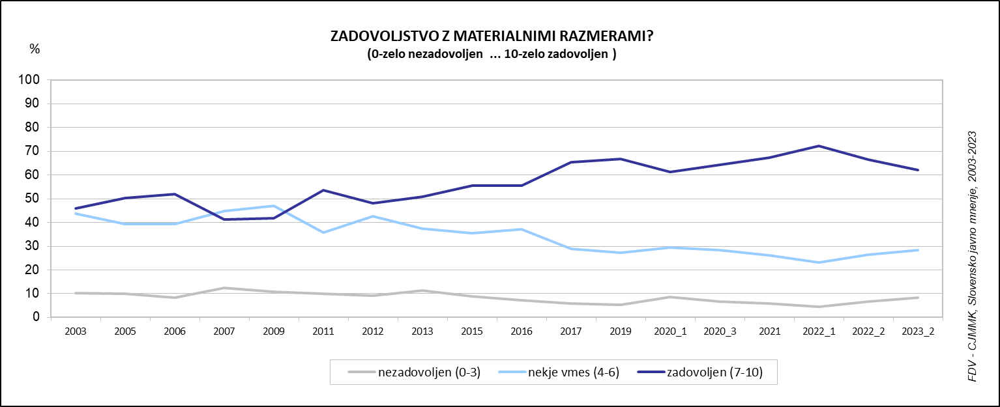 ZADOVOLJSTVO Z MATERIALNIMI RAZMERAMI?
(0-zelo nezadovoljen ... 10-zelo zadovoljen )
%
100
90
80
70
60
50
40
30
20
10
0
2003 2005 2006 2007 2009 2011 2012 2013 2015 2016 2017 2019 2020_1 2020_3 2021 2022_1 2022_2 2023_2
nezadovoljen (0-3) nekje vmes (4-6) zadovoljen (7-10)
FDV - CJMMK, Slovensko javno mnenje, 2003-2023